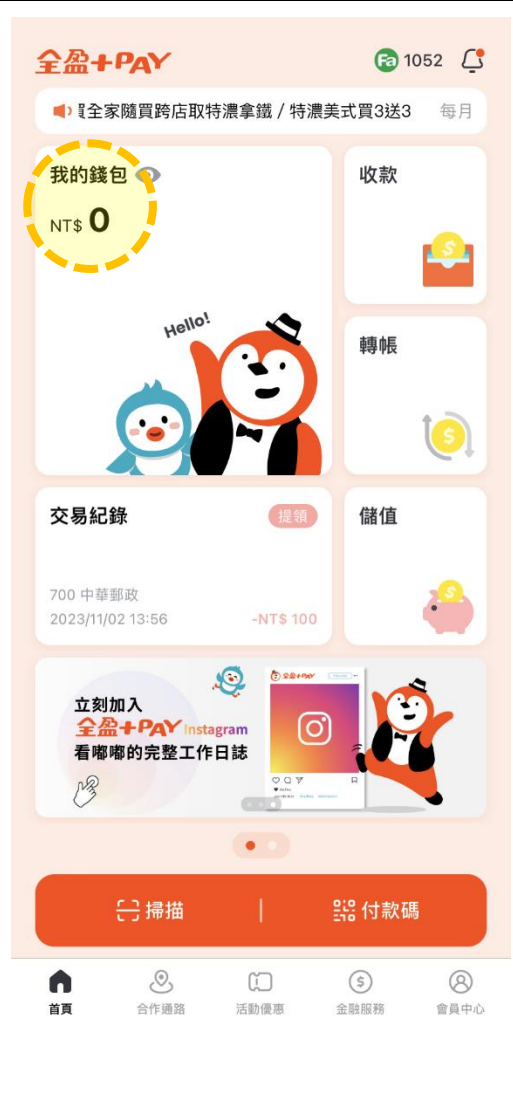 全盈+PAY
Fa 1052
買全家隨買跨店取特濃拿鐵 / 特濃美式買3送3 每月
我的錢包
NT$ 0
Hello!
收款
轉帳
交易紀錄
提領
700 中華郵政
2023/11/02 13:56
-NT$ 100
儲值
立刻加入
全盈+PAY Instagram
看嘟嘟的完整工作日誌
全盈+PAY
掃描
付款碼
首頁
合作通路
活動優惠
金融服務
會員中心